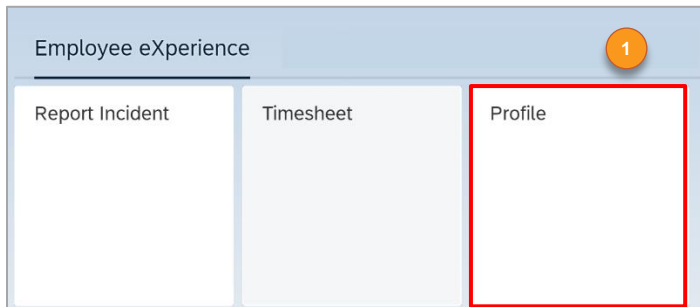 Employee eXperience
1
Report Incident
Timesheet
Profile